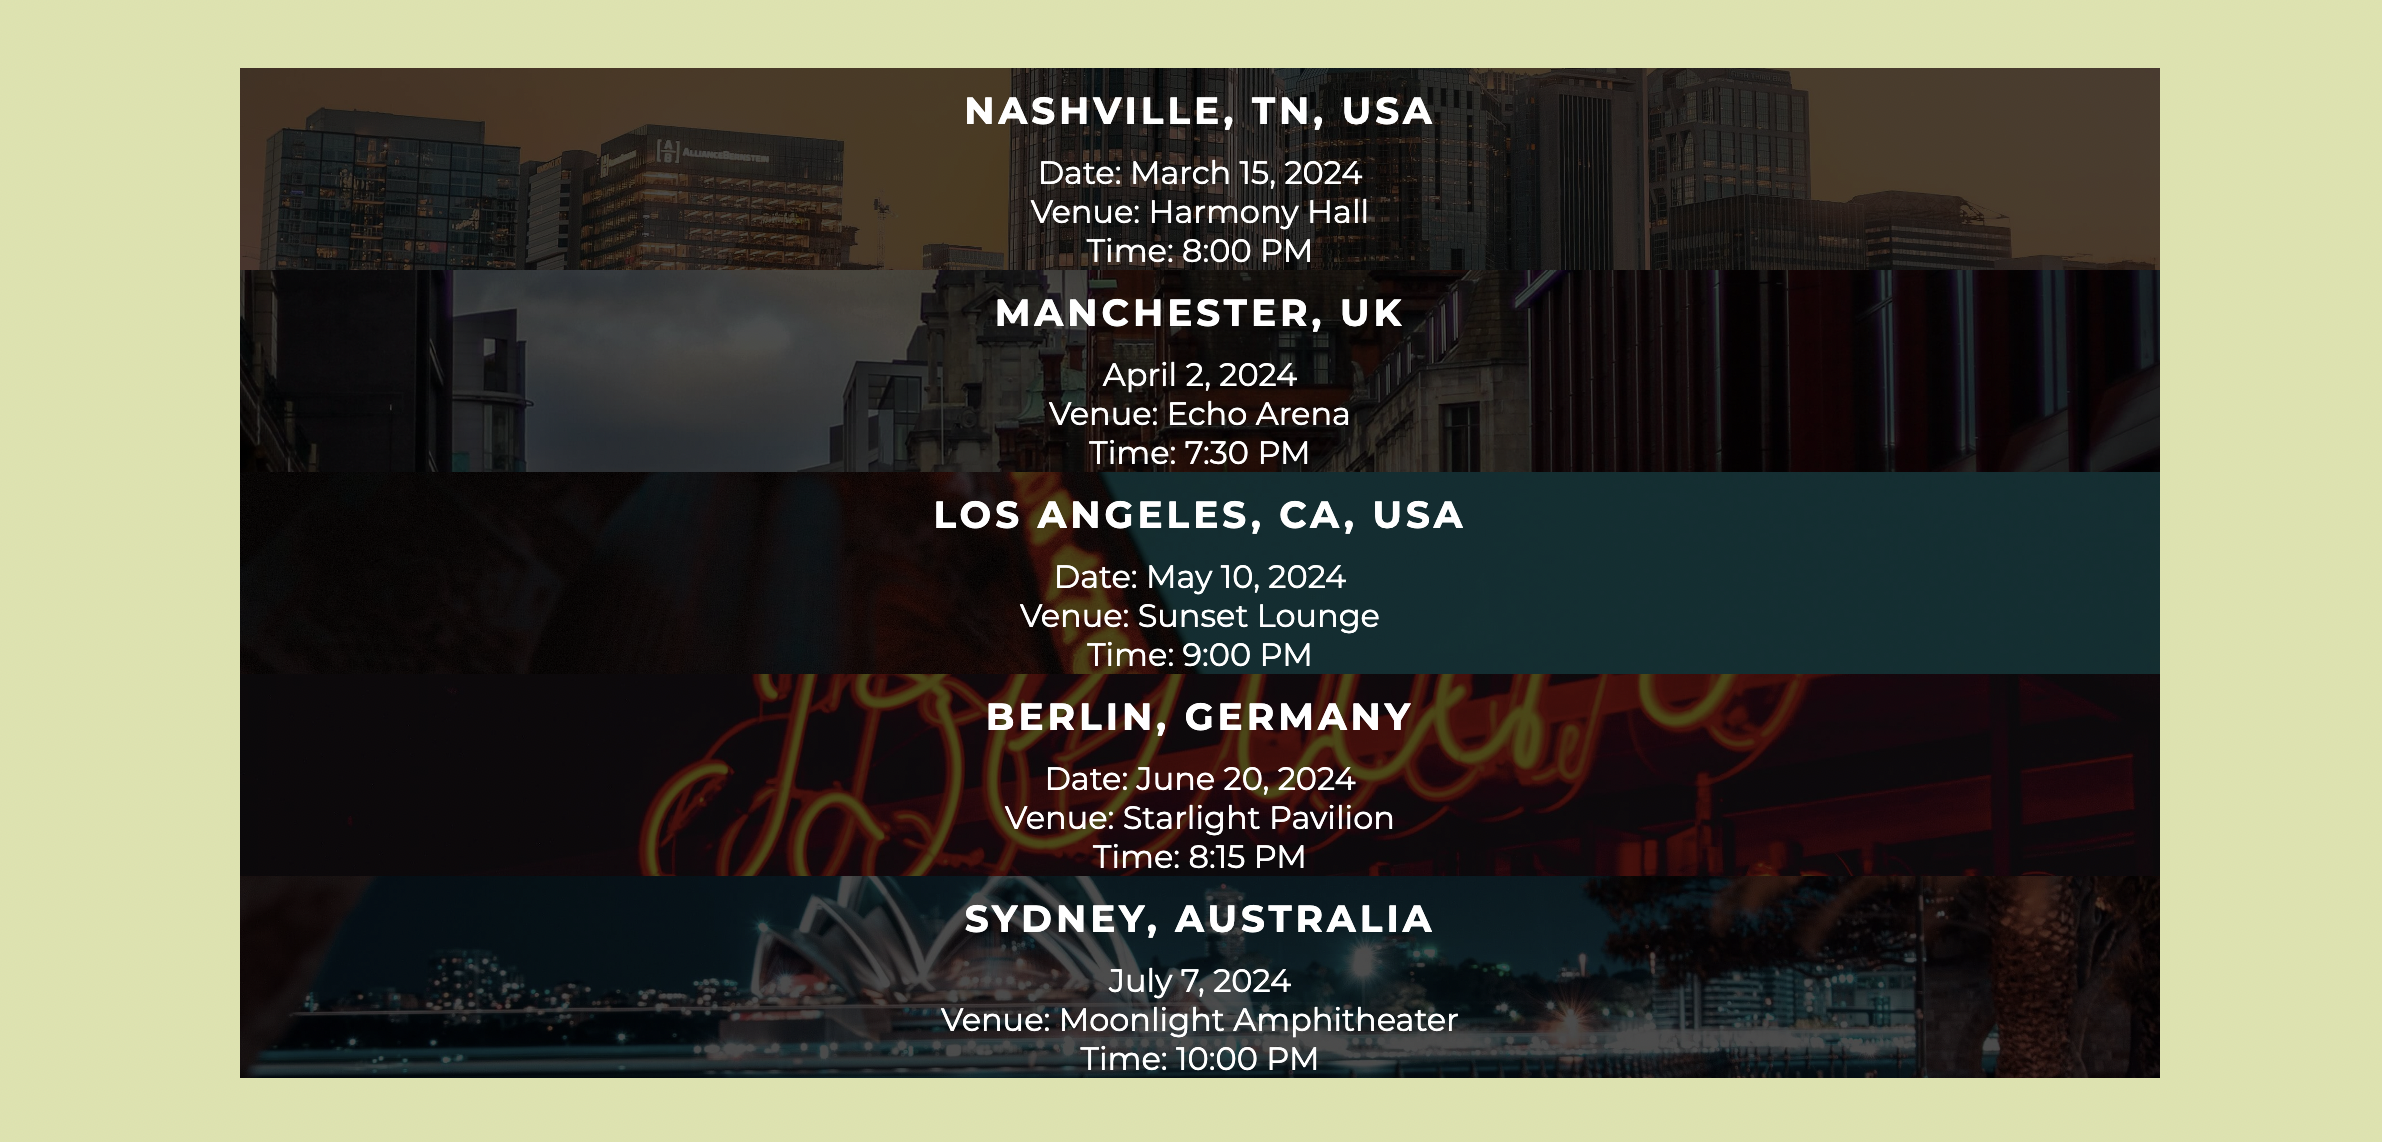 NASHVILLE, TN, USA
[A B] ALLIANCEBERNSTEIN
Date: March 15, 2024
Venue: Harmony Hall
Time: 8:00 PM
MANCHESTER, UK
April 2, 2024
Venue: Echo Arena
Time: 7:30 PM
LOS ANGELES, CA, USA
Date: May 10, 2024
Venue: Sunset Lounge
Time: 9:00 PM
BERLIN, GERMANY
Date: June 20, 2024
Venue: Starlight Pavilion
Time: 8:15 PM
SYDNEY, AUSTRALIA
July 7, 2024
Venue: Moonlight Amphitheater
Time: 10:00 PM